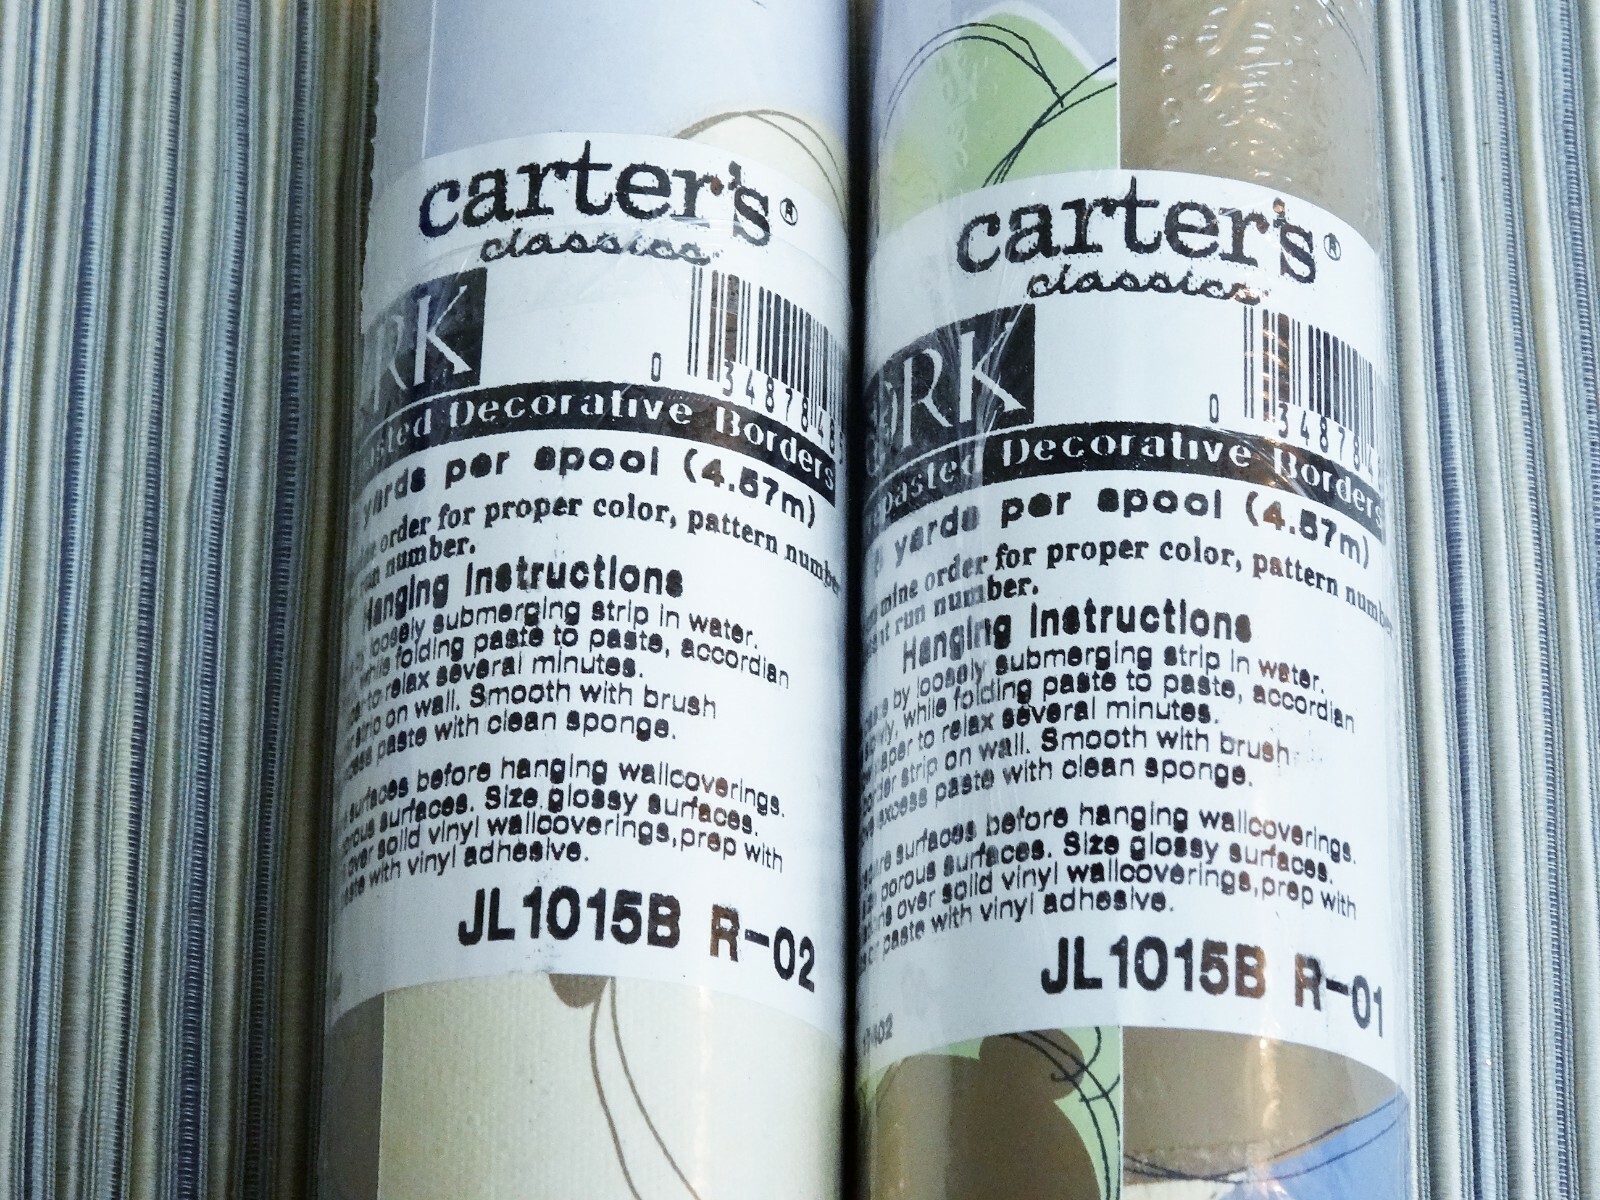 carter's®
classics
RK
0 34878 48
Decorative Borders
yards per spool (4.57m)
order for proper color, pattern number
run number.
Hanging Instructions
loosely submerging strip in water.
while folding paste to paste, accordian
to relax several minutes.
strip on wall. Smooth with brush
paste with clean sponge.
surfaces before hanging wallcoverings.
porous surfaces. Size glossy surfaces.
over solid vinyl wallcoverings,prep with
with vinyl adhesive.
JL1015B R-02
carter's®
classics
ORK
0 34878
pasted Decorative Borders
yards per spool (4.57m)
mine order for proper color, pattern number
run number.
Hanging Instructions
by loosely submerging strip in water.
while folding paste to paste, accordian
to relax several minutes.
strip on wall. Smooth with brush
excess paste with clean sponge.
surfaces before hanging wallcoverings.
porous surfaces. Size glossy surfaces.
over solid vinyl wallcoverings,prep with
or paste with vinyl adhesive.
JL1015B R-01